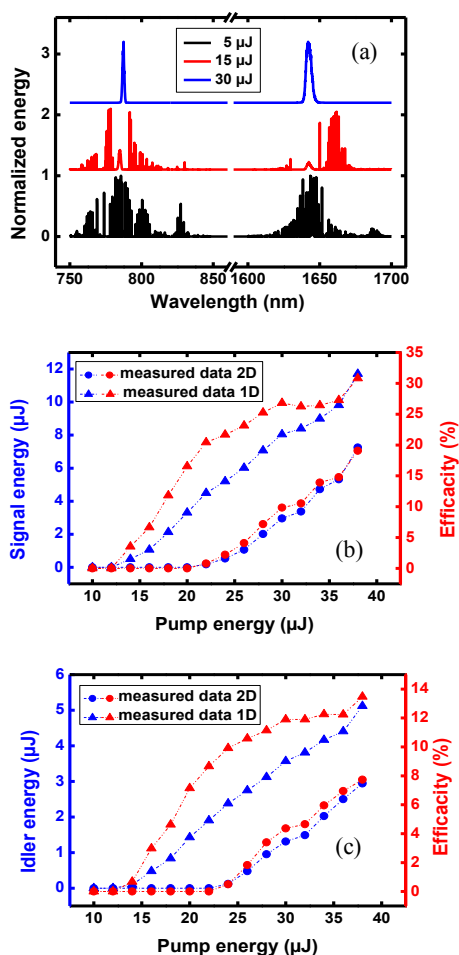 (a)
5 µJ
15 µJ
30 µJ
Normalized energy
3
2
1
0
750 800 850 1600 1650 1700
Wavelength (nm)
measured data 2D
measured data 1D
Signal energy (µJ)
12
10
8
6
4
2
0
35
30
25
20
15
10
5
0
Efficacity (%)
(b)
10 15 20 25 30 35 40
Pump energy (µJ)
measured data 2D
measured data 1D
Idler energy (µJ)
6
5
4
3
2
1
0
14
12
10
8
6
4
2
0
Efficacity (%)
(c)
10 15 20 25 30 35 40
Pump energy (µJ)